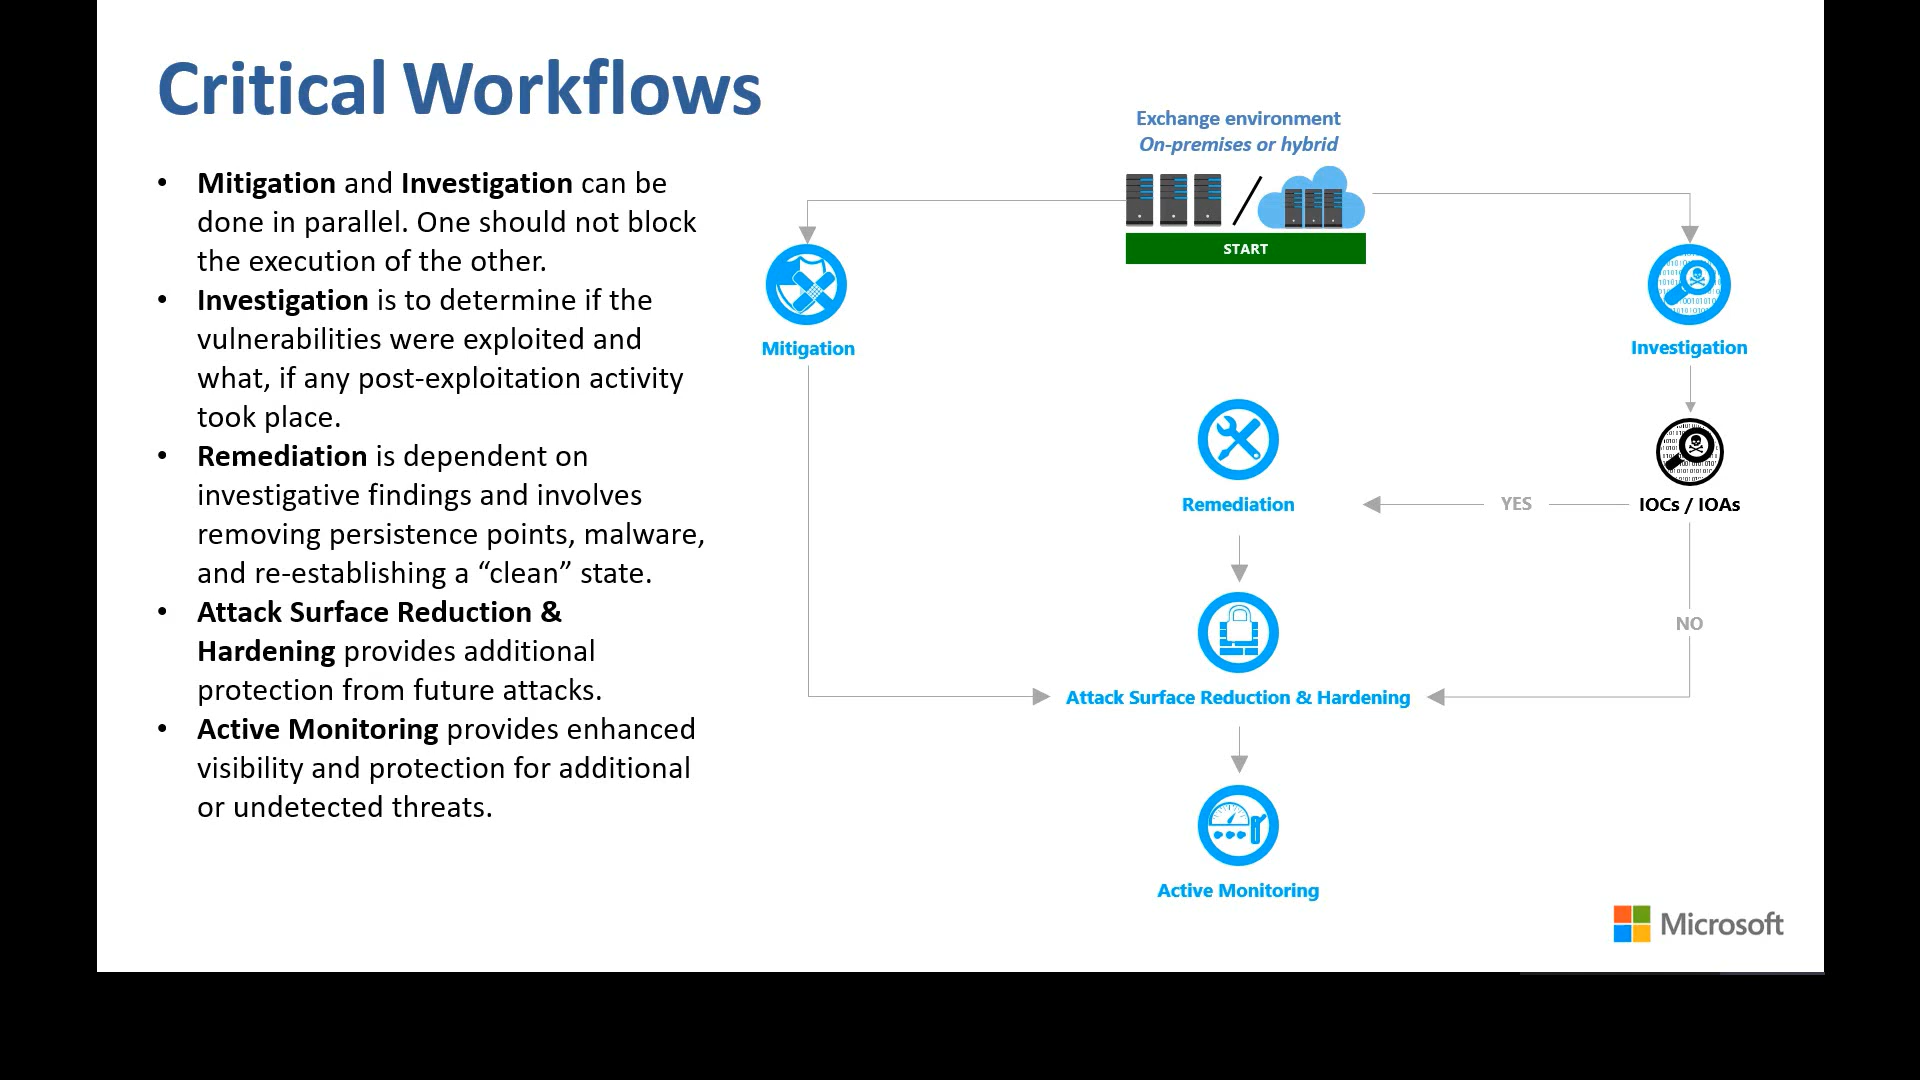 Critical Workflows
• Mitigation and Investigation can be
done in parallel. One should not block
the execution of the other.
• Investigation is to determine if the
vulnerabilities were exploited and
what, if any post-exploitation activity
took place.
• Remediation is dependent on
investigative findings and involves
removing persistence points, malware,
and re-establishing a “clean” state.
• Attack Surface Reduction &
Hardening provides additional
protection from future attacks.
• Active Monitoring provides enhanced
visibility and protection for additional
or undetected threats.
Exchange environment
On-premises or hybrid
START
Mitigation
Investigation
Remediation
YES
IOCs / IOAs
NO
Attack Surface Reduction & Hardening
Active Monitoring
Microsoft